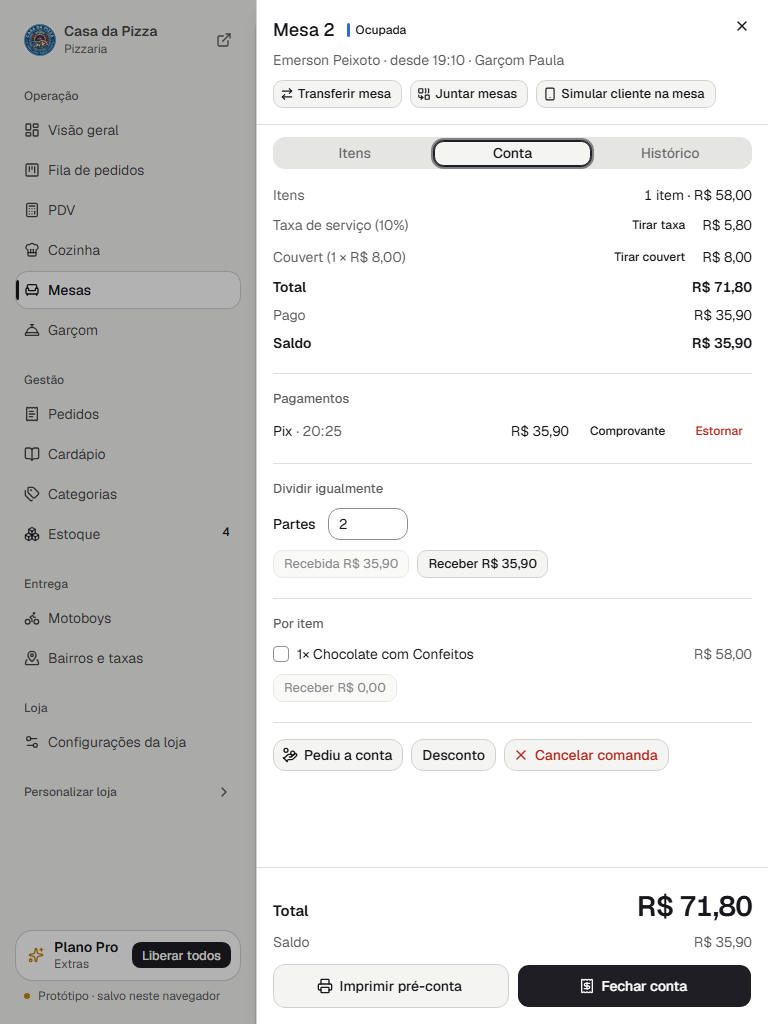 Casa da Pizza
Pizzaria
Operação
Visão geral
Fila de pedidos
PDV
Cozinha
Mesas
Garçom
Gestão
Pedidos
Cardápio
Categorias
Estoque 4
Entrega
Motoboys
Bairros e taxas
Loja
Configurações da loja
Personalizar loja
Plano Pro
Extras
Liberar todos
Protótipo · salvo neste navegador
Mesa 2 Ocupada
Emerson Peixoto · desde 19:10 · Garçom Paula
Transferir mesa Juntar mesas Simular cliente na mesa
Itens Conta Histórico
Itens 1 item · R$ 58,00
Taxa de serviço (10%) Tirar taxa R$ 5,80
Couvert (1 × R$ 8,00) Tirar couvert R$ 8,00
Total R$ 71,80
Pago R$ 35,90
Saldo R$ 35,90
Pagamentos
Pix · 20:25 R$ 35,90 Comprovante Estornar
Dividir igualmente
Partes 2
Recebida R$ 35,90 Receber R$ 35,90
Por item
1× Chocolate com Confeitos R$ 58,00
Receber R$ 0,00
Pediu a conta Desconto Cancelar comanda
Total R$ 71,80
Saldo R$ 35,90
Imprimir pré-conta Fechar conta